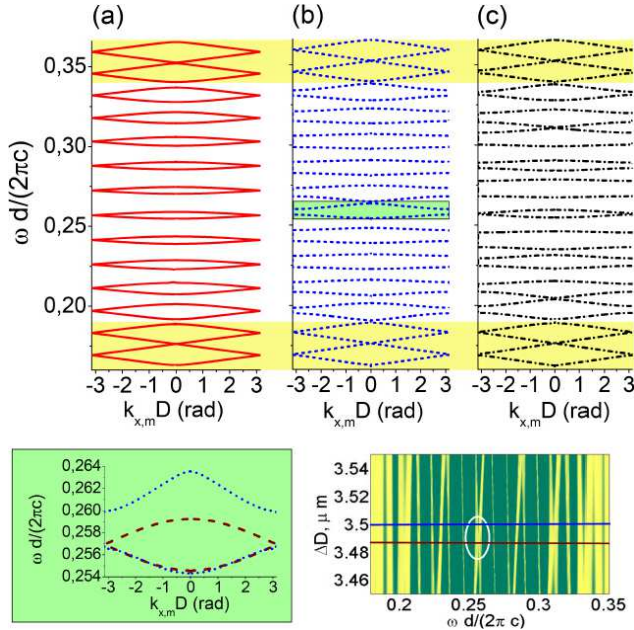 (a) (b) (c)
0,35
0,30
0,25
0,20
ω d/(2πc)
-3 -2 -1 0 1 2 3 -3 -2 -1 0 1 2 3 -3 -2 -1 0 1 2 3
k_{x,m}D (rad) k_{x,m}D (rad) k_{x,m}D (rad)
0,264
0,262
0,260
0,258
0,256
0,254
ω d/(2πc)
-3 -2 -1 0 1 2 3
k_{x,m}D (rad)
3.54
3.52
3.5
3.48
3.46
ΔD, μ m
0.2 0.25 0.3 0.35
ω d/(2π c)